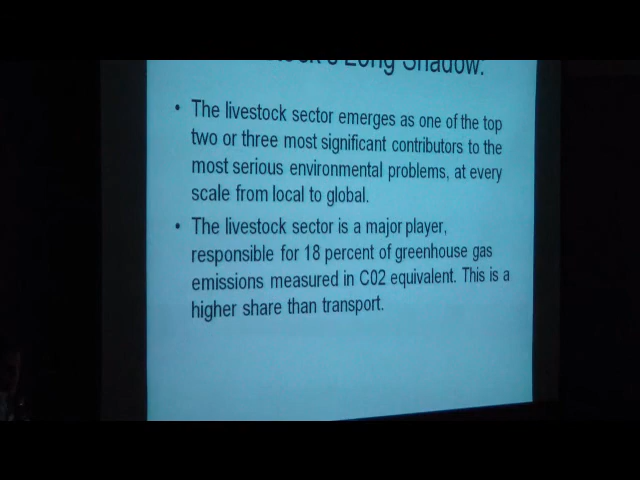 Long Shadow.
• The livestock sector emerges as one of the top
two or three most significant contributors to the
most serious environmental problems, at every
scale from local to global.
• The livestock sector is a major player,
responsible for 18 percent of greenhouse gas
emissions measured in C02 equivalent. This is a
higher share than transport.